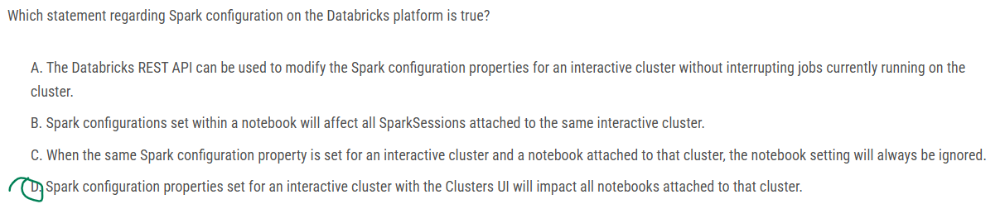 Which statement regarding Spark configuration on the Databricks platform is true?
A. The Databricks REST API can be used to modify the Spark configuration properties for an interactive cluster without interrupting jobs currently running on the
cluster.
B. Spark configurations set within a notebook will affect all SparkSessions attached to the same interactive cluster.
C. When the same Spark configuration property is set for an interactive cluster and a notebook attached to that cluster, the notebook setting will always be ignored.
D. Spark configuration properties set for an interactive cluster with the Clusters UI will impact all notebooks attached to that cluster.